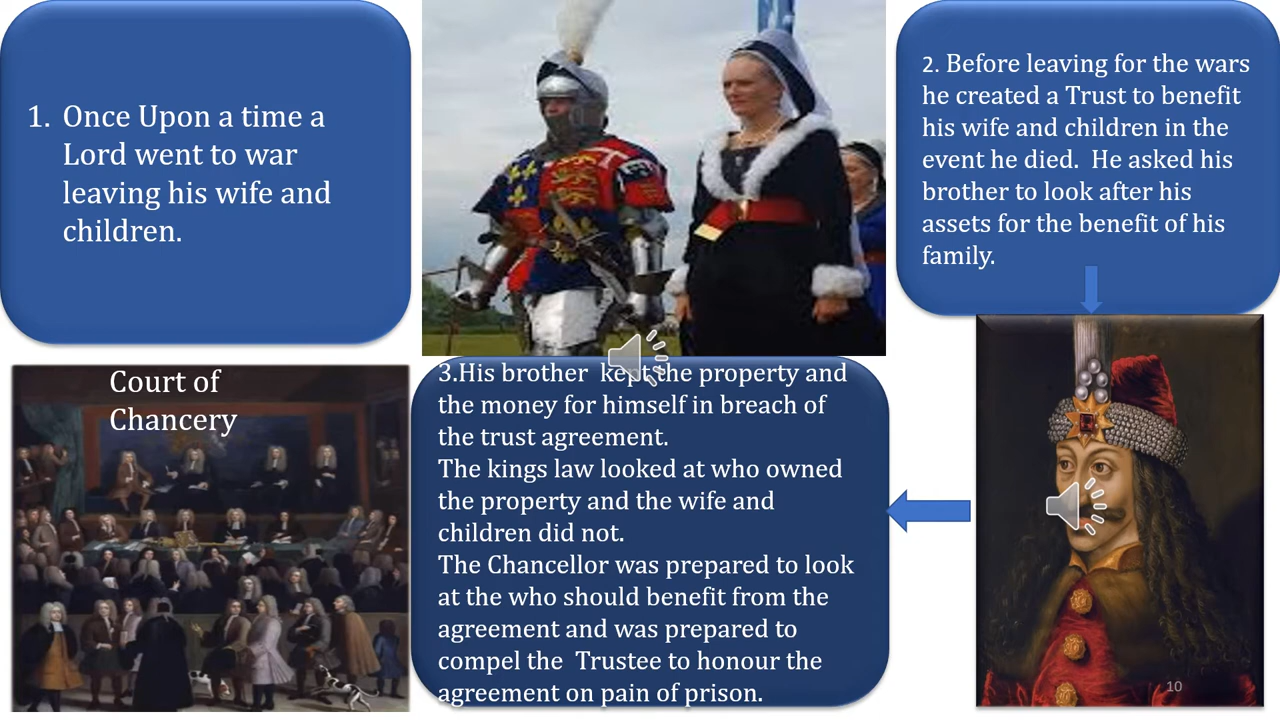 1. Once Upon a time a
Lord went to war
leaving his wife and
children.
2. Before leaving for the wars
he created a Trust to benefit
his wife and children in the
event he died. He asked his
brother to look after his
assets for the benefit of his
family.
3.His brother kept the property and
the money for himself in breach of
the trust agreement.
The kings law looked at who owned
the property and the wife and
children did not.
The Chancellor was prepared to look
at the who should benefit from the
agreement and was prepared to
compel the Trustee to honour the
agreement on pain of prison.
Court of
Chancery
10